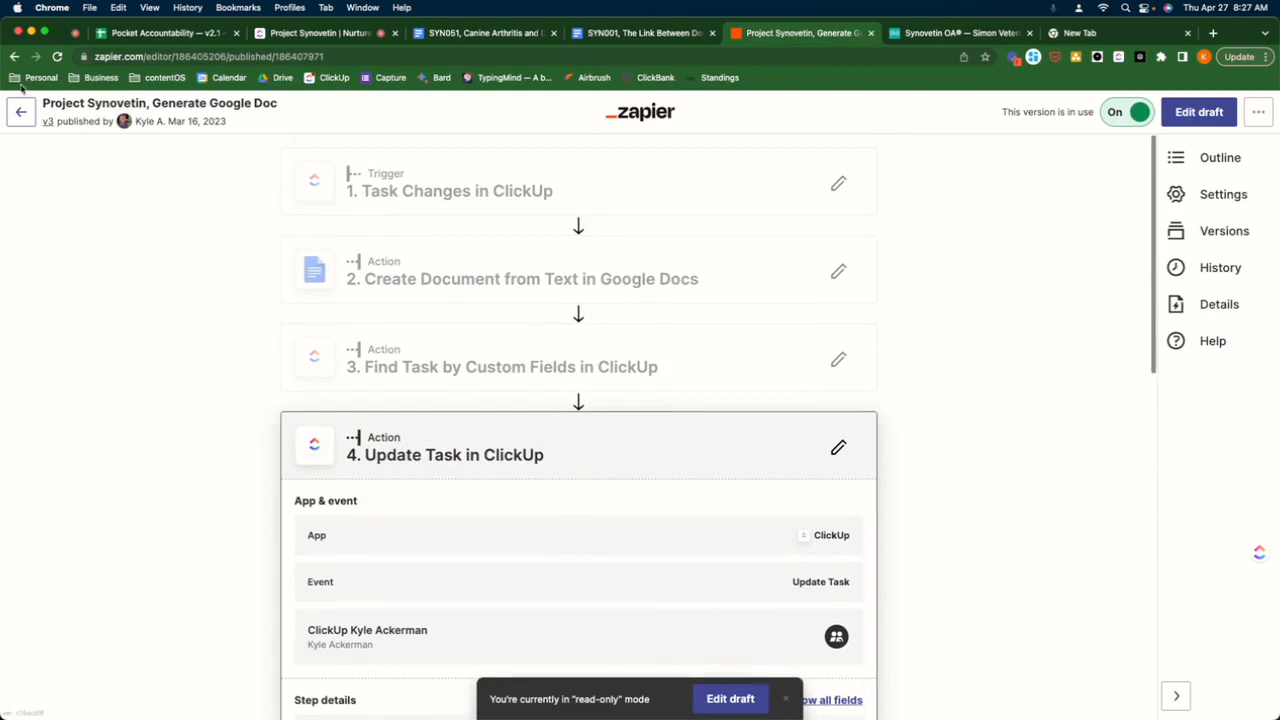 Chrome File Edit View History Bookmarks Profiles Tab Window Help Thu Apr 27 8:27 AM
Pocket Accountability – v2.1 - Project Synovetin | Nurtur SYN051, Canine Arthritis and D SYN001, The Link Between Do Project Synovetin, Generate G Synovetin OA® – Simon Veteri New Tab
zapier.com/editor/186405206/published/186407971 Update
Personal Business contentOS Calendar Drive ClickUp Capture Bard TypingMind — A b... Airbrush ClickBank Standings
Project Synovetin, Generate Google Doc
v3 published by Kyle A. Mar 16, 2023
zapier
This version is in use On Edit draft
Trigger
1. Task Changes in ClickUp
Action
2. Create Document from Text in Google Docs
Action
3. Find Task by Custom Fields in ClickUp
Action
4. Update Task in ClickUp
App & event
App ClickUp
Event Update Task
ClickUp Kyle Ackerman
Kyle Ackerman
Step details ow all fields
You're currently in "read-only" mode Edit draft
Outline
Settings
Versions
History
Details
Help